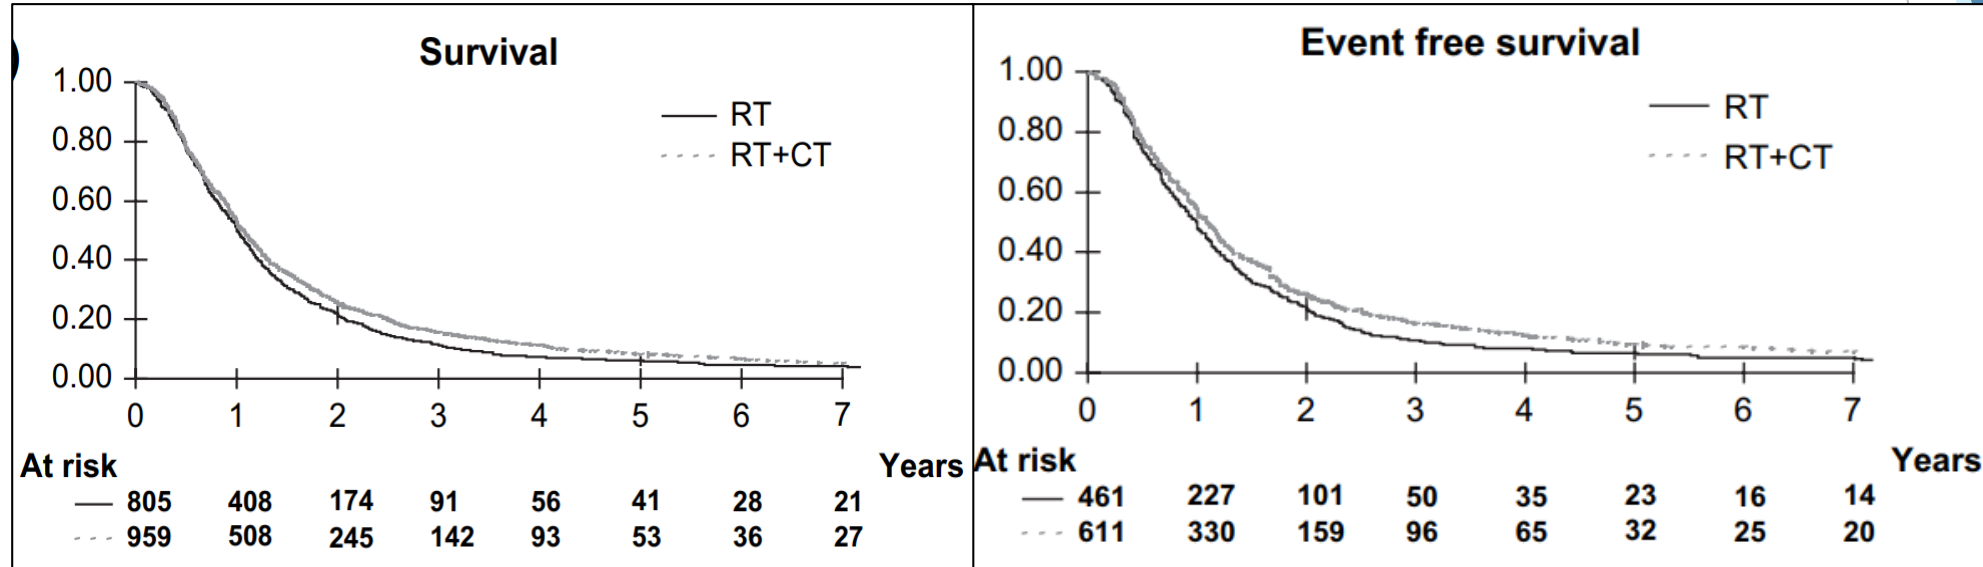 Survival
1.00
0.80
0.60
0.40
0.20
0.00
RT
RT+CT
0 1 2 3 4 5 6 7
At risk
Years
805 408 174 91 56 41 28 21
959 508 245 142 93 53 36 27
Event free survival
1.00
0.80
0.60
0.40
0.20
0.00
RT
RT+CT
0 1 2 3 4 5 6 7
At risk
Years
461 227 101 50 35 23 16 14
611 330 159 96 65 32 25 20